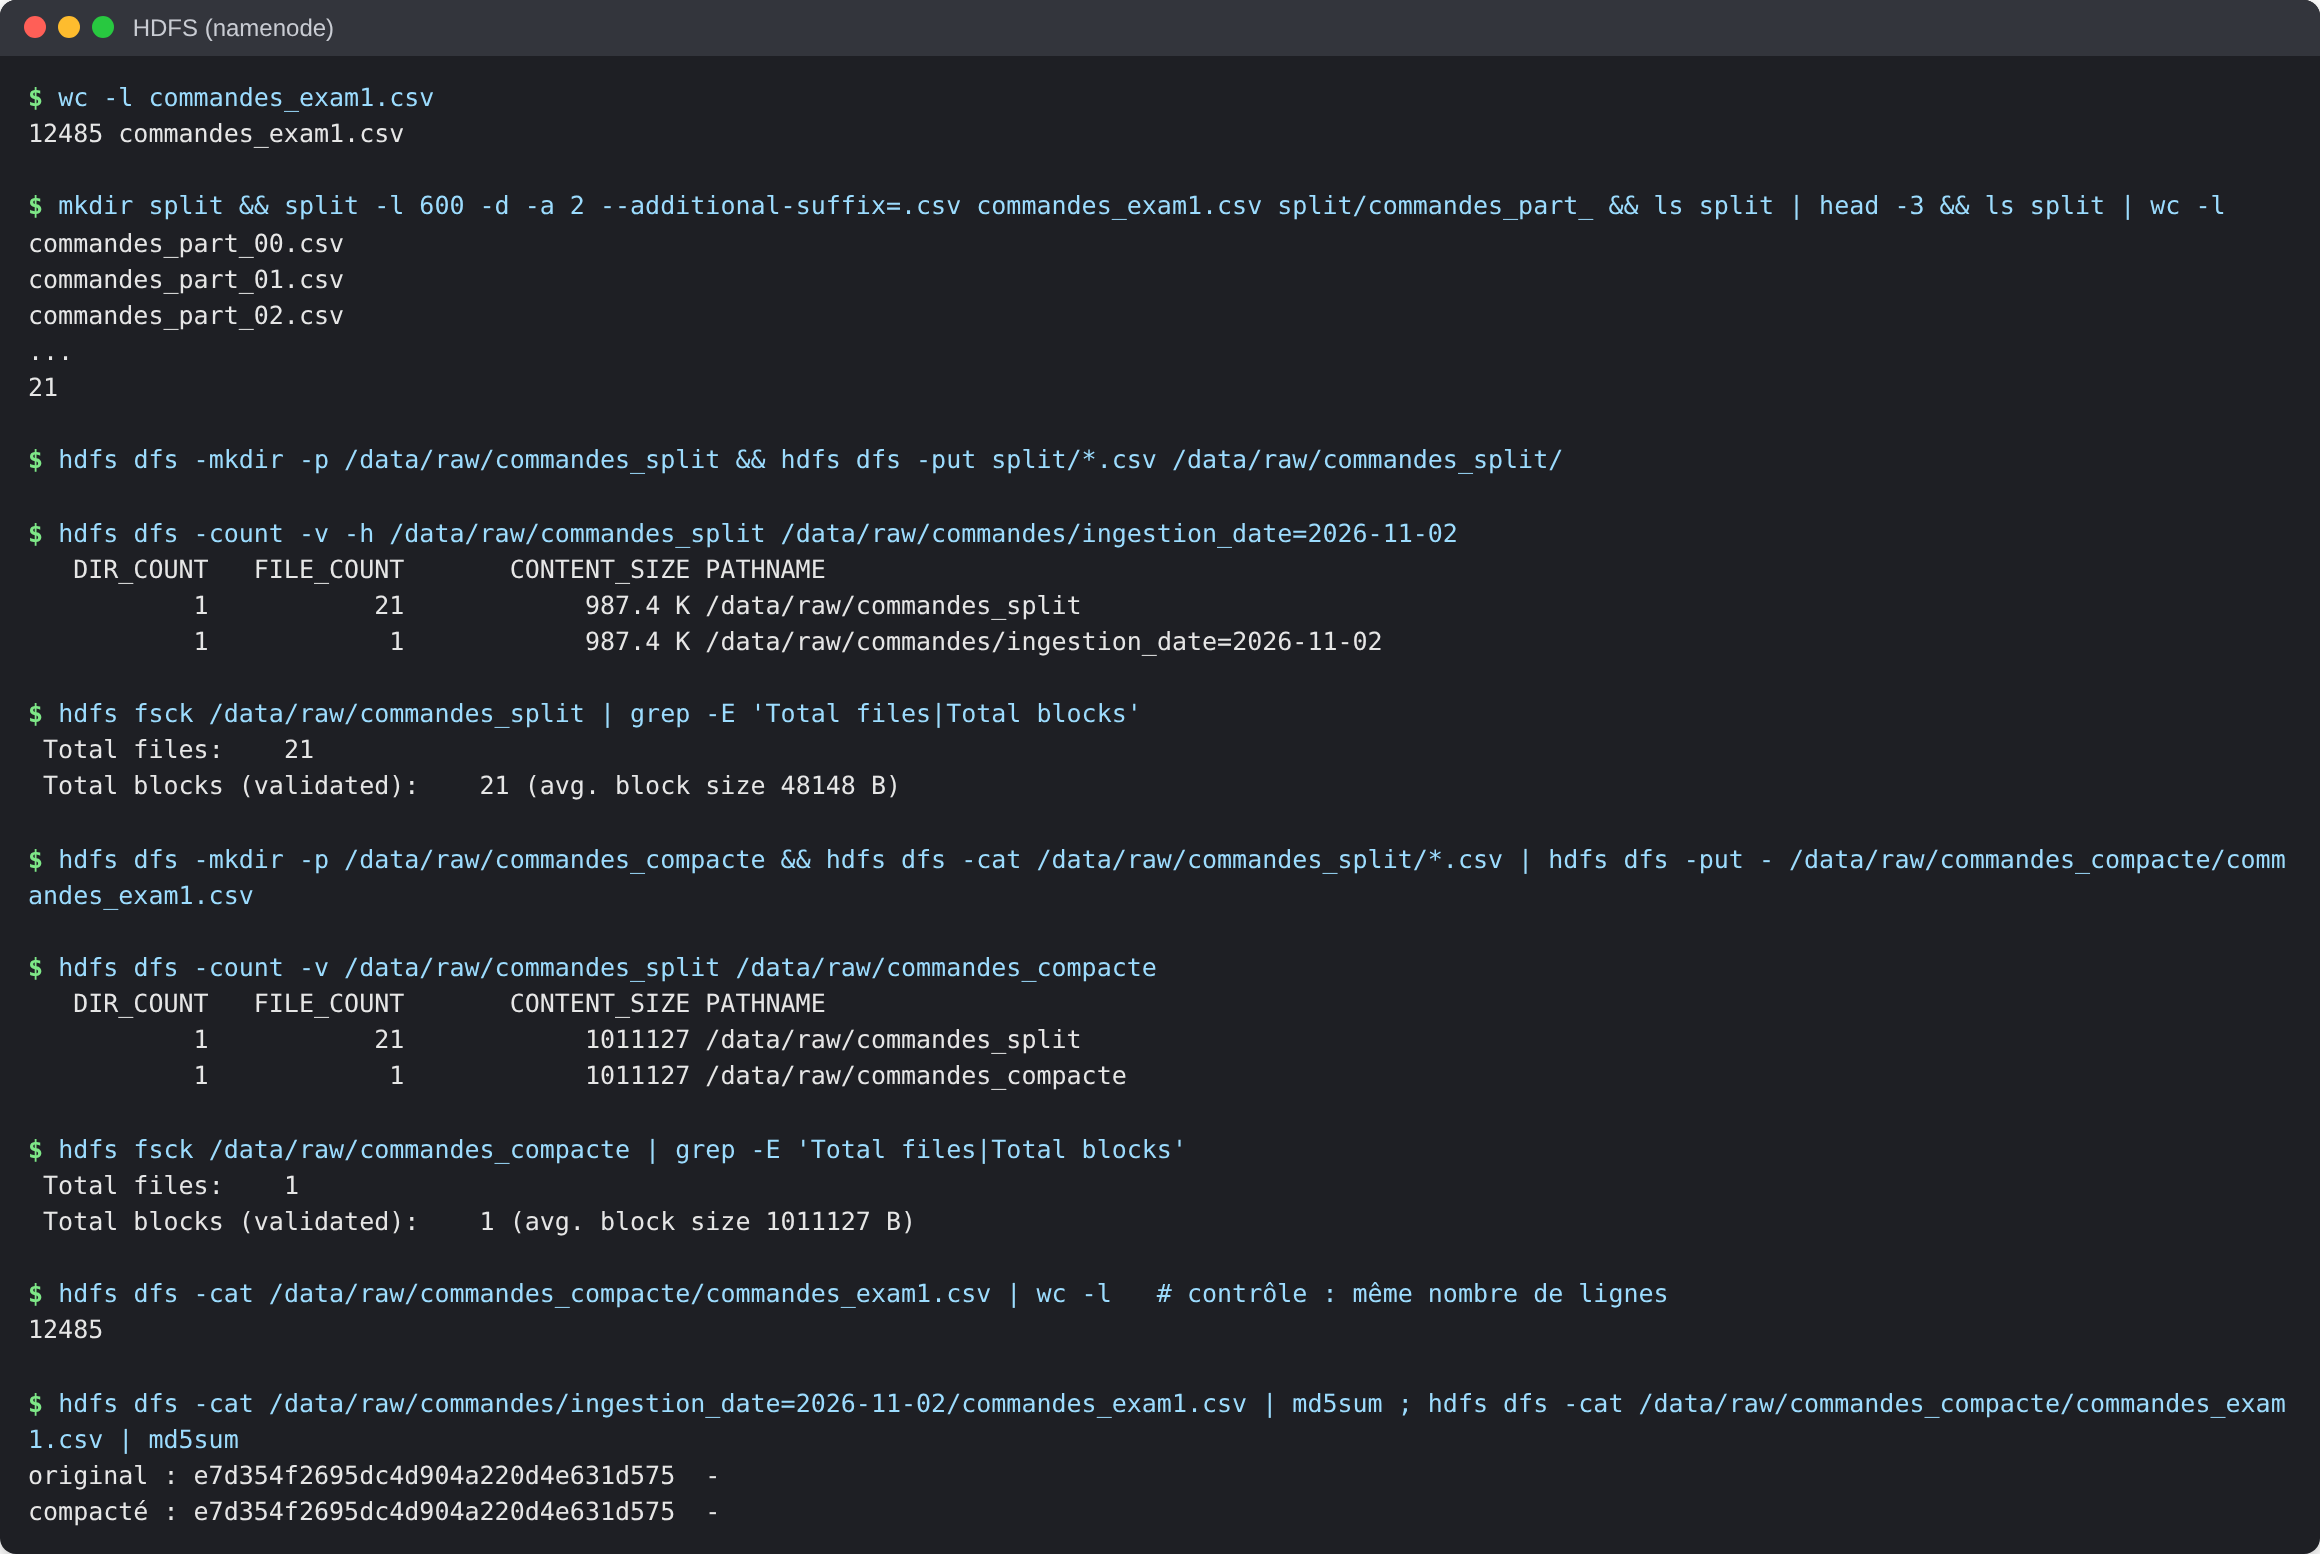 HDFS (namenode)
$ wc -l commandes_exam1.csv
12485 commandes_exam1.csv
$ mkdir split && split -l 600 -d -a 2 --additional-suffix=.csv commandes_exam1.csv split/commandes_part_ && ls split | head -3 && ls split | wc -l
commandes_part_00.csv
commandes_part_01.csv
commandes_part_02.csv
...
21
$ hdfs dfs -mkdir -p /data/raw/commandes_split && hdfs dfs -put split/*.csv /data/raw/commandes_split/
$ hdfs dfs -count -v -h /data/raw/commandes_split /data/raw/commandes/ingestion_date=2026-11-02
   DIR_COUNT   FILE_COUNT       CONTENT_SIZE PATHNAME
           1           21            987.4 K /data/raw/commandes_split
           1            1            987.4 K /data/raw/commandes/ingestion_date=2026-11-02
$ hdfs fsck /data/raw/commandes_split | grep -E 'Total files|Total blocks'
 Total files:    21
 Total blocks (validated):    21 (avg. block size 48148 B)
$ hdfs dfs -mkdir -p /data/raw/commandes_compacte && hdfs dfs -cat /data/raw/commandes_split/*.csv | hdfs dfs -put - /data/raw/commandes_compacte/comm
andes_exam1.csv
$ hdfs dfs -count -v /data/raw/commandes_split /data/raw/commandes_compacte
   DIR_COUNT   FILE_COUNT       CONTENT_SIZE PATHNAME
           1           21            1011127 /data/raw/commandes_split
           1            1            1011127 /data/raw/commandes_compacte
$ hdfs fsck /data/raw/commandes_compacte | grep -E 'Total files|Total blocks'
 Total files:    1
 Total blocks (validated):    1 (avg. block size 1011127 B)
$ hdfs dfs -cat /data/raw/commandes_compacte/commandes_exam1.csv | wc -l   # contrôle : même nombre de lignes
12485
$ hdfs dfs -cat /data/raw/commandes/ingestion_date=2026-11-02/commandes_exam1.csv | md5sum ; hdfs dfs -cat /data/raw/commandes_compacte/commandes_exam
1.csv | md5sum
original : e7d354f2695dc4d904a220d4e631d575  -
compacté : e7d354f2695dc4d904a220d4e631d575  -